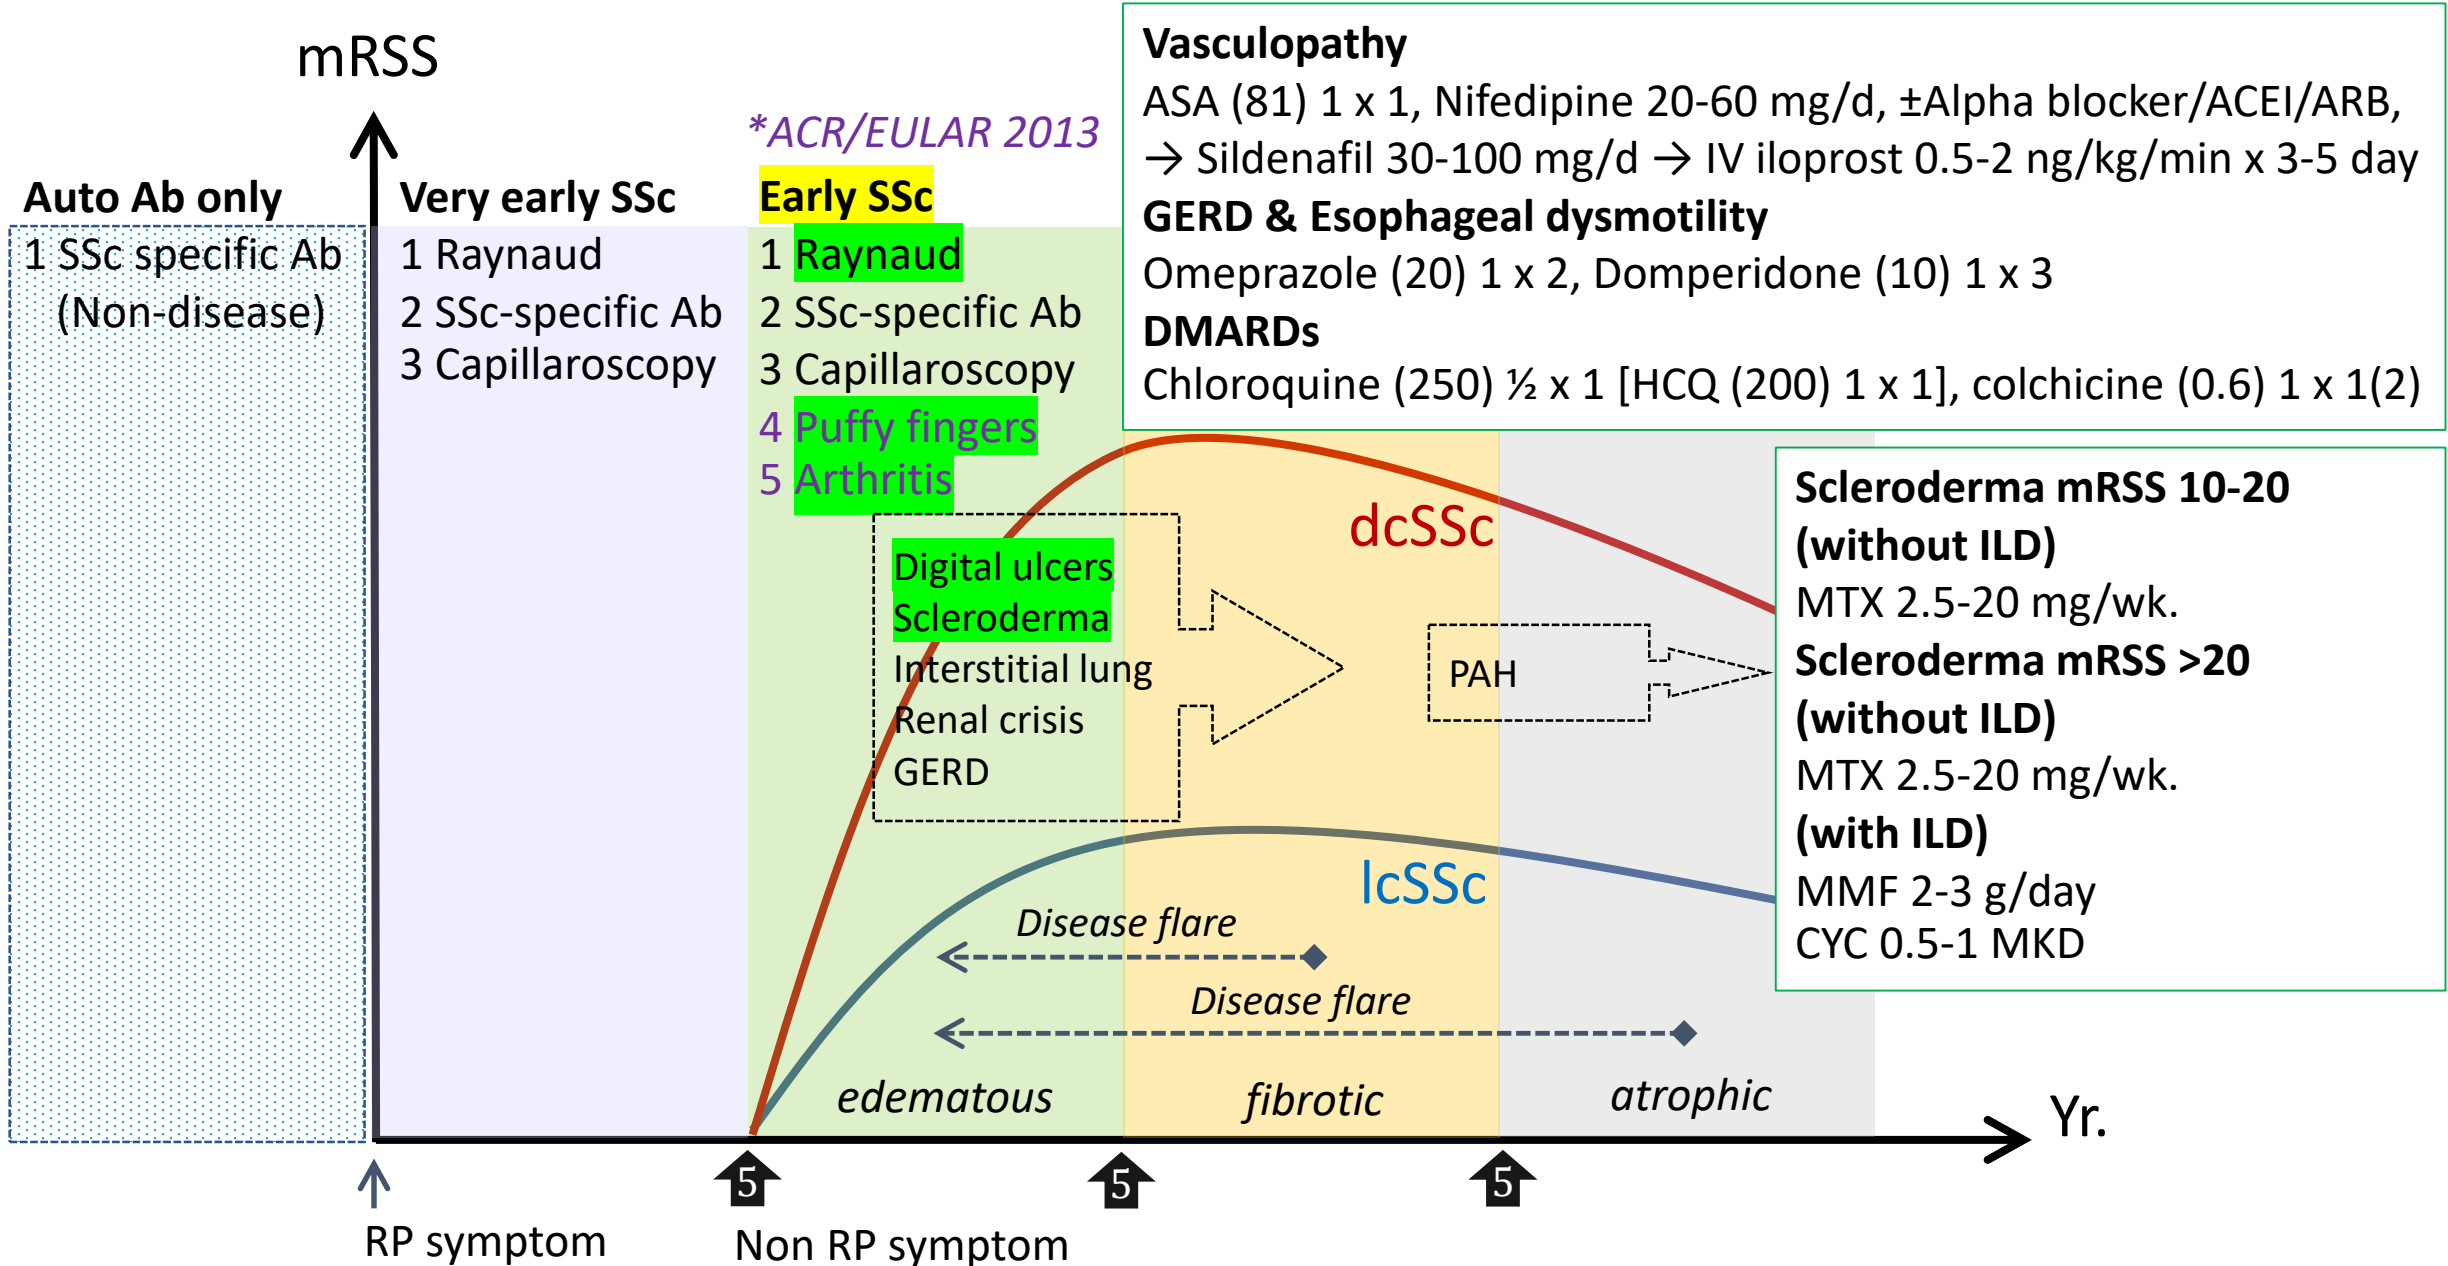 mRSS
*ACR/EULAR 2013
Auto Ab only
1 SSc specific Ab
(Non-disease)
Very early SSc
1 Raynaud
2 SSc-specific Ab
3 Capillaroscopy
Early SSc
1 Raynaud
2 SSc-specific Ab
3 Capillaroscopy
4 Puffy fingers
5 Arthritis
Digital ulcers
Scleroderma
Interstitial lung
Renal crisis
GERD
Vasculopathy
ASA (81) 1 x 1, Nifedipine 20-60 mg/d, ±Alpha blocker/ACEI/ARB,
→ Sildenafil 30-100 mg/d → IV iloprost 0.5-2 ng/kg/min x 3-5 day
GERD & Esophageal dysmotility
Omeprazole (20) 1 x 2, Domperidone (10) 1 x 3
DMARDs
Chloroquine (250) ½ x 1 [HCQ (200) 1 x 1], colchicine (0.6) 1 x 1(2)
dcSSc
PAH
lcSSc
Scleroderma mRSS 10-20
(without ILD)
MTX 2.5-20 mg/wk.
Scleroderma mRSS >20
(without ILD)
MTX 2.5-20 mg/wk.
(with ILD)
MMF 2-3 g/day
CYC 0.5-1 MKD
Disease flare
Disease flare
edematous
fibrotic
atrophic
Yr.
5
5
5
RP symptom
Non RP symptom